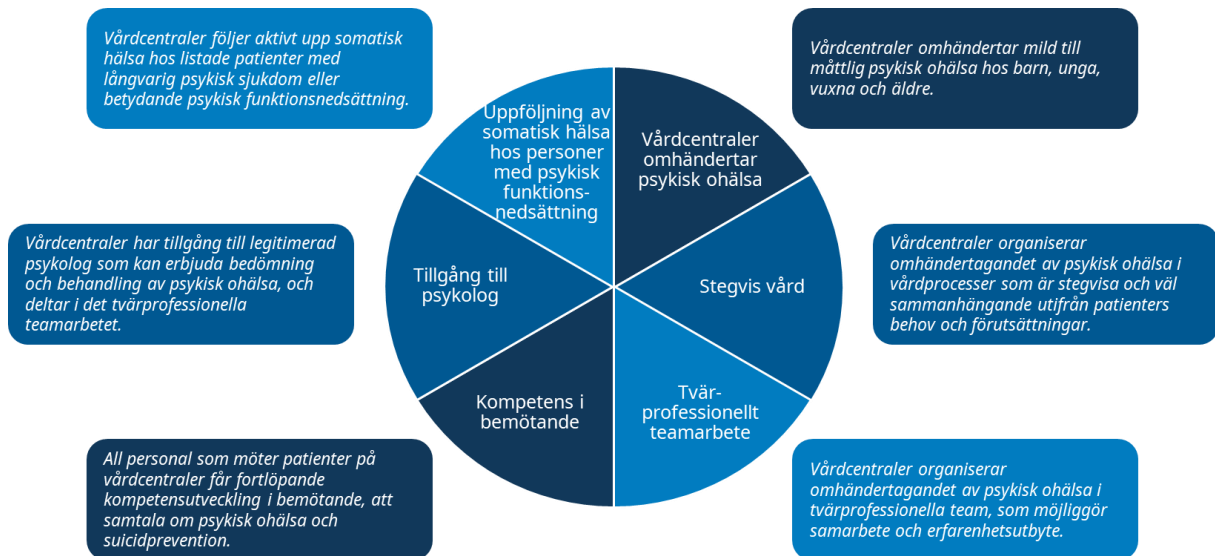 Vårdcentraler följer aktivt upp somatisk
hälsa hos listade patienter med
långvarig psykisk sjukdom eller
betydande psykisk funktionsnedsättning.
Vårdcentraler omhändertar mild till
måttlig psykisk ohälsa hos barn, unga,
vuxna och äldre.
Uppföljning av
somatisk hälsa
hos personer
med psykisk
funktions-
nedsättning
Vårdcentraler
omhändertar
psykisk ohälsa
Vårdcentraler har tillgång till legitimerad
psykolog som kan erbjuda bedömning
och behandling av psykisk ohälsa, och
deltar i det tvärprofessionella
teamarbetet.
Tillgång till
psykolog
Stegvis vård
Vårdcentraler organiserar
omhändertagandet av psykisk ohälsa i
vårdprocesser som är stegvisa och väl
sammanhängande utifrån patienters
behov och förutsättningar.
Kompetens i
bemötande
Tvär-
professionellt
teamarbete
All personal som möter patienter på
vårdcentraler får fortlöpande
kompetensutveckling i bemötande, att
samtala om psykisk ohälsa och
suicidprevention.
Vårdcentraler organiserar
omhändertagandet av psykisk ohälsa i
tvärprofessionella team, som möjliggör
samarbete och erfarenhetsutbyte.